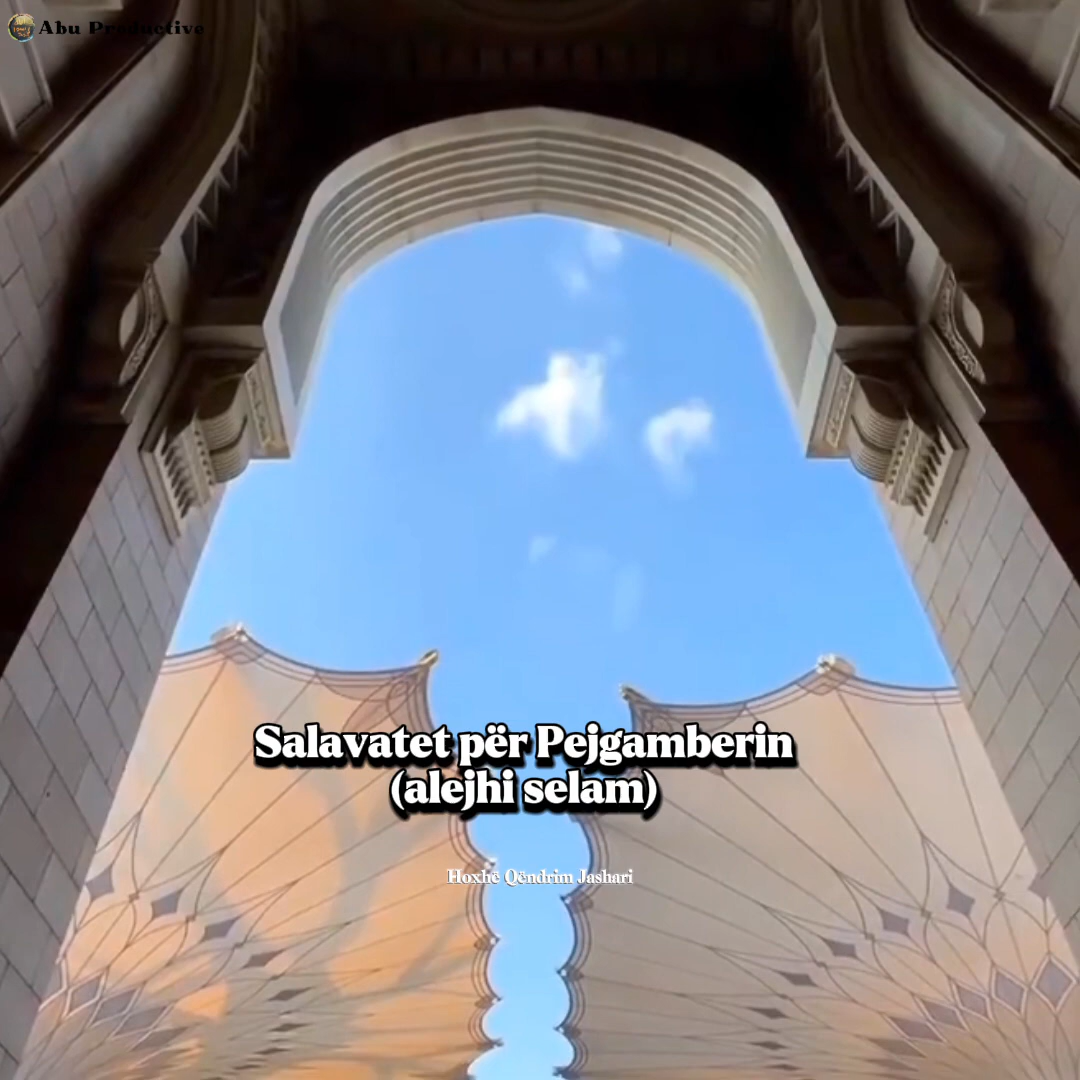 Abu Productive
Salavatet për Pejgamberin
(alejhi selam)
Hoxhë Qëndrim Jashari